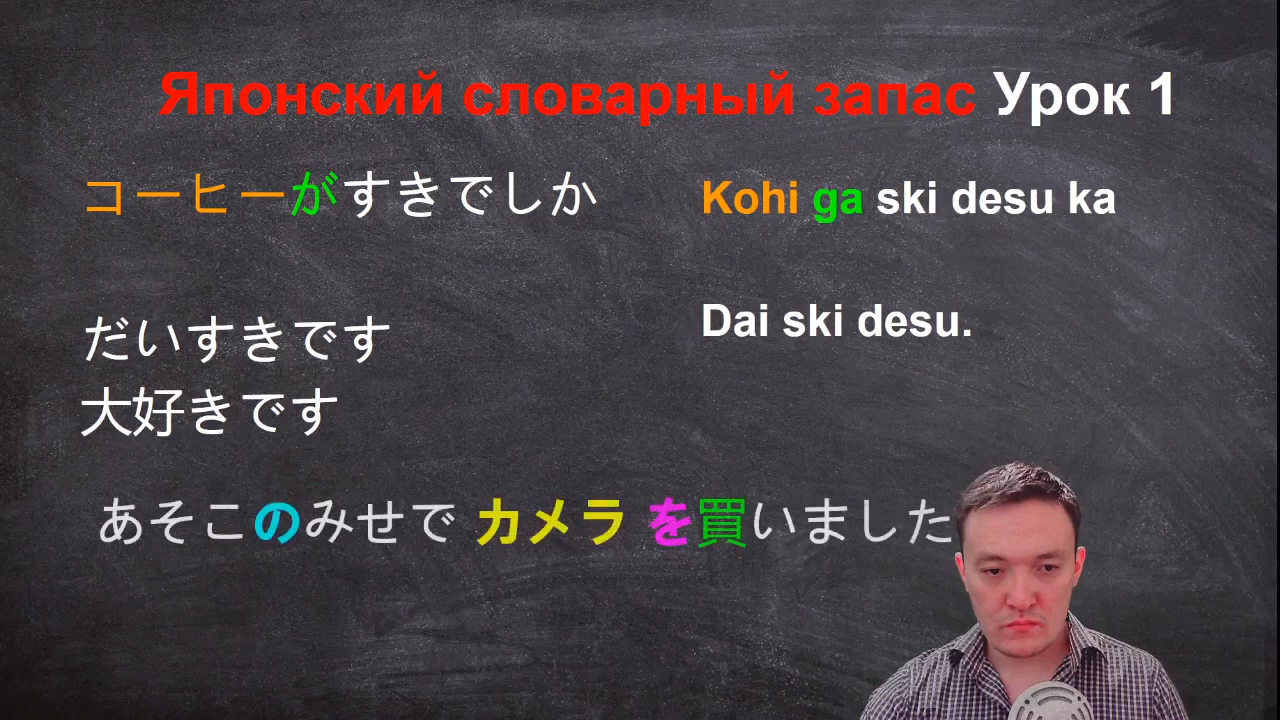 Японский словарный запас Урок 1
コーヒーがすきでしか
Kohi ga ski desu ka
だいすきです
Dai ski desu.
大好きです
あそこのみせで カメラ を買いました